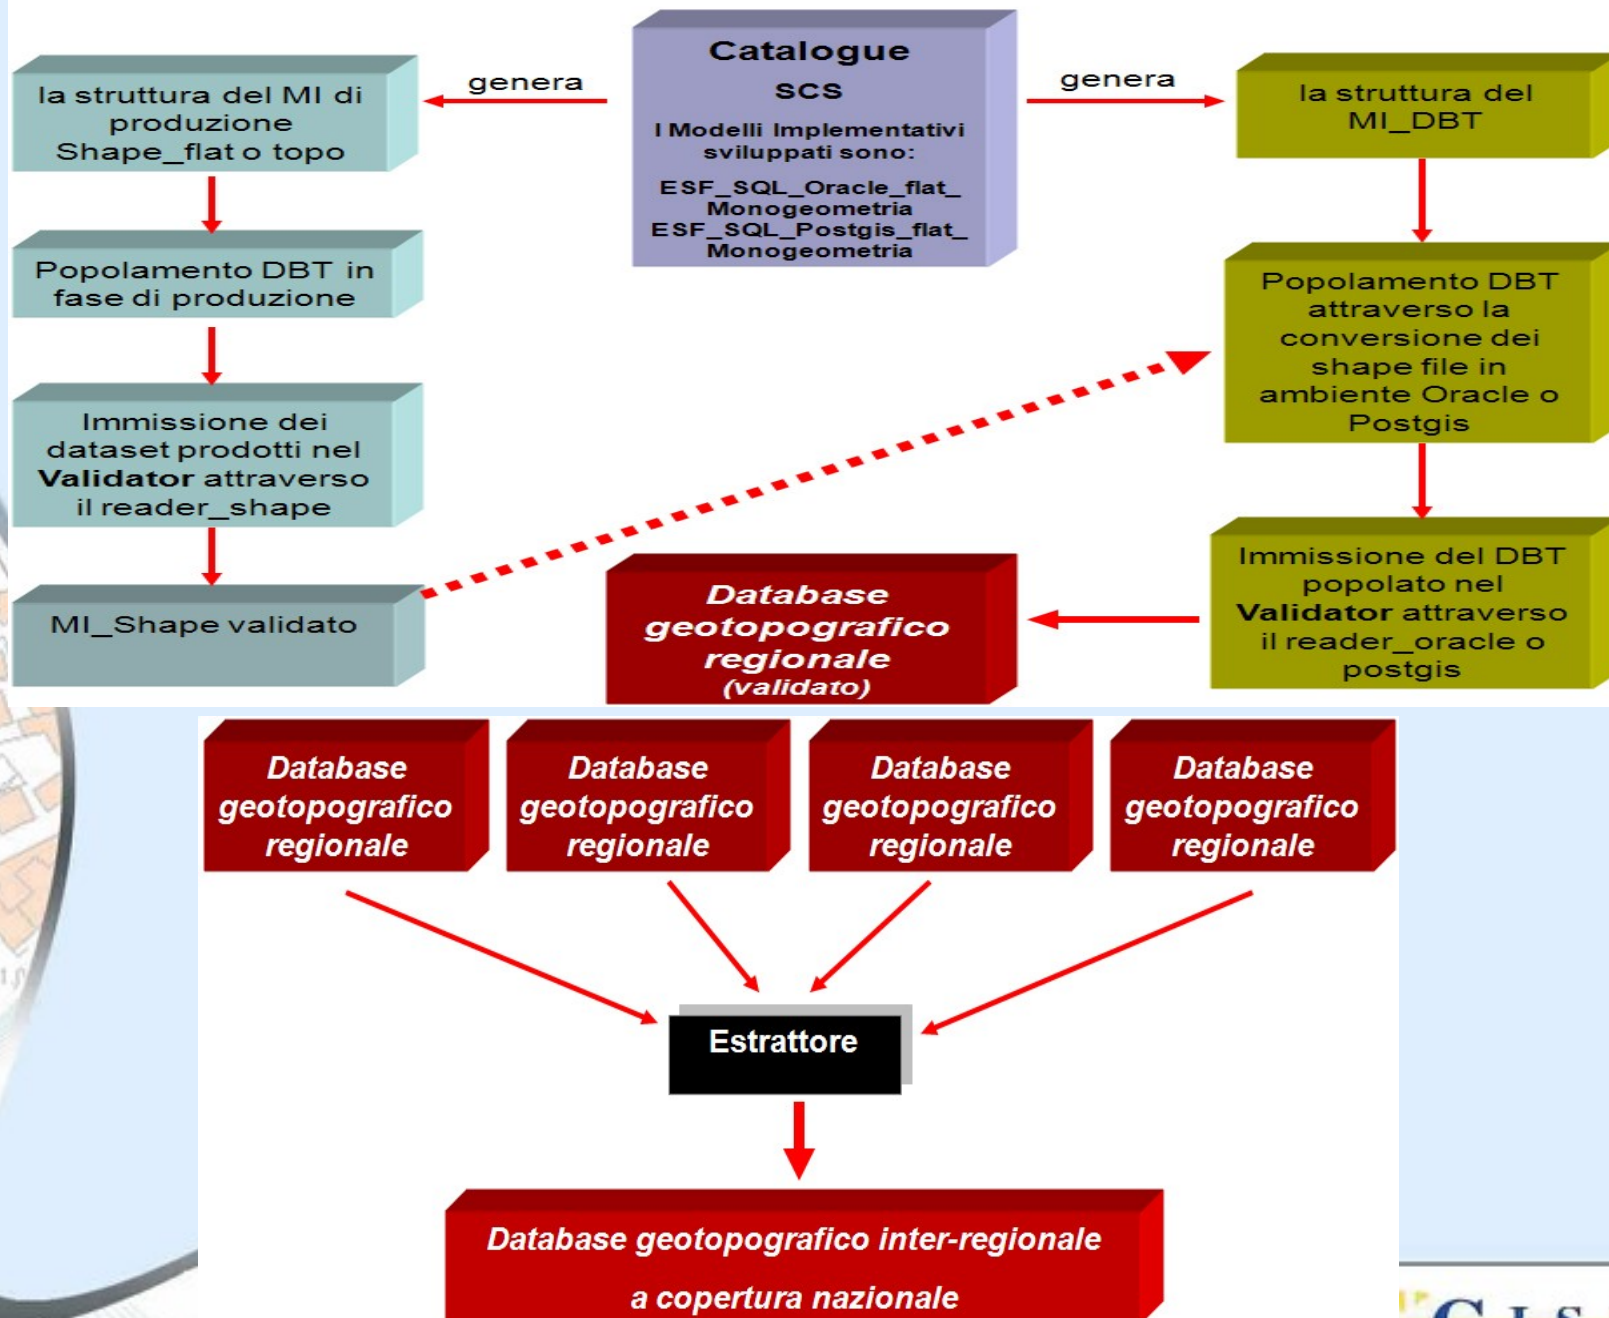 Catalogue
SCS
I Modelli Implementativi
sviluppati sono:
ESF_SQL_Oracle_flat_
Monogeometria
ESF_SQL_Postgis_flat_
Monogeometria
genera
genera
la struttura del MI di
produzione
Shape_flat o topo
Popolamento DBT in
fase di produzione
Immissione dei
dataset prodotti nel
Validator attraverso
il reader_shape
MI_Shape validato
la struttura del
MI_DBT
Popolamento DBT
attraverso la
conversione dei
shape file in
ambiente Oracle o
Postgis
Immissione del DBT
popolato nel
Validator attraverso
il reader_oracle o
postgis
Database
geotopografico
regionale
(validato)
Database
geotopografico
regionale
Database
geotopografico
regionale
Database
geotopografico
regionale
Database
geotopografico
regionale
Estrattore
Database geotopografico inter-regionale
a copertura nazionale